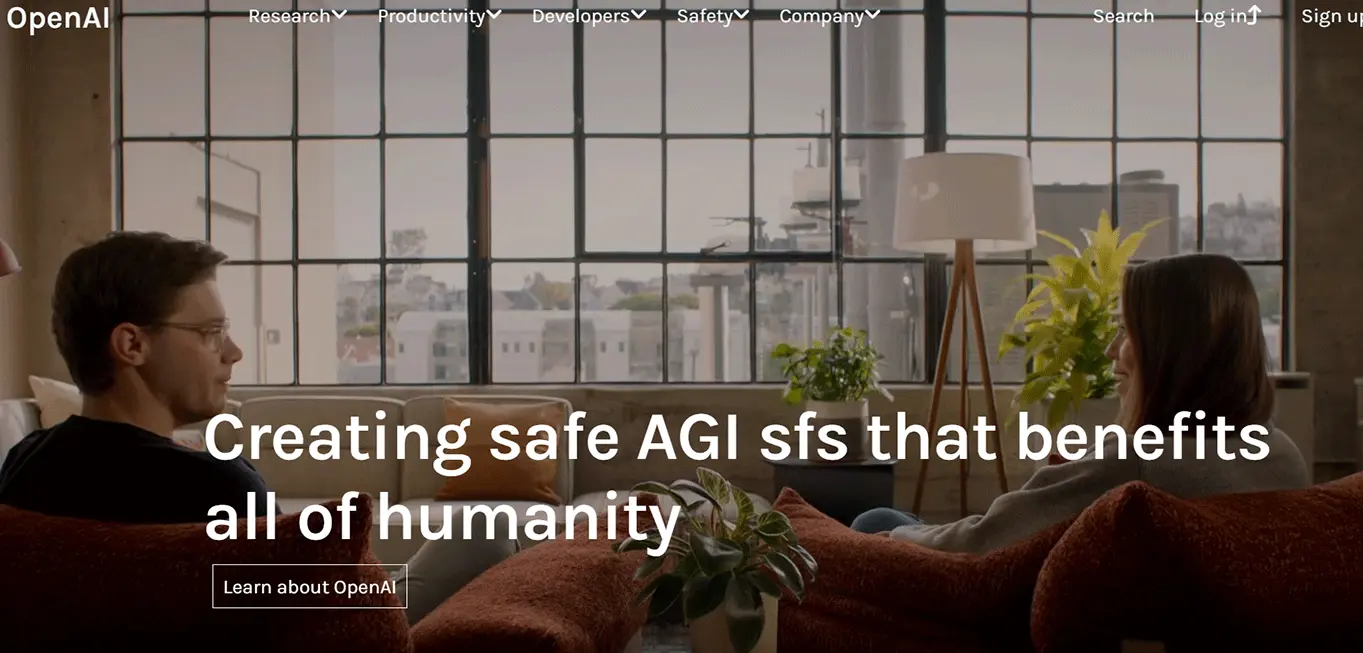 OpenAI Research Productivity Developers Safety Company Search Log in Sign up
Creating safe AGI sfs that benefits
all of humanity
Learn about OpenAI